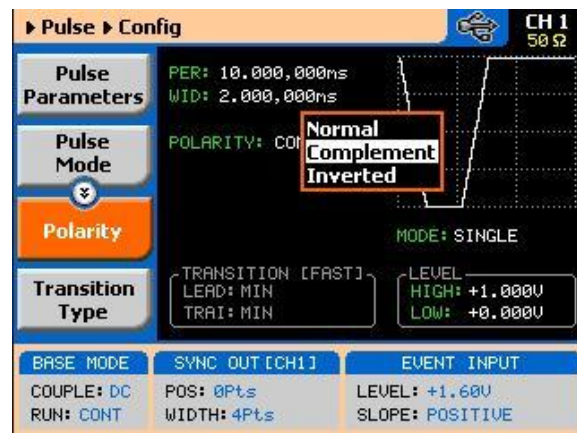 ▸ Pulse ▸ Config
CH 1
50 Ω
Pulse
Parameters
Pulse
Mode
Polarity
Transition
Type
PER: 10.000,000ms
WID: 2.000,000ms
POLARITY:
Normal
Complement
Inverted
MODE: SINGLE
TRANSITION [FAST]
LEAD: MIN
TRAI: MIN
LEVEL
HIGH: +1.000V
LOW: +0.000V
BASE MODE
COUPLE: DC
RUN: CONT
SYNC OUT [CH1]
POS: 0Pts
WIDTH: 4Pts
EVENT INPUT
LEVEL: +1.60V
SLOPE: POSITIVE